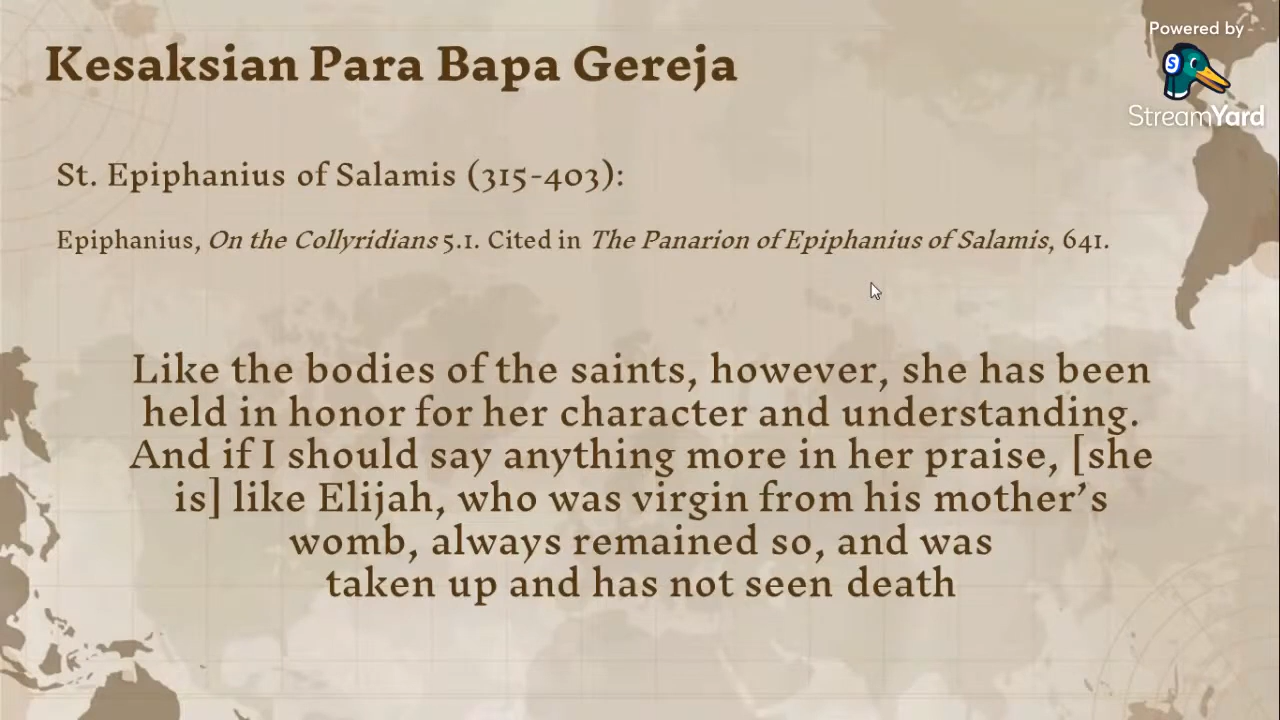 Powered by
StreamYard
Kesaksian Para Bapa Gereja
St. Epiphanius of Salamis (315-403):
Epiphanius, On the Collyridians 5.1. Cited in The Panarion of Epiphanius of Salamis, 641.
Like the bodies of the saints, however, she has been
held in honor for her character and understanding.
And if I should say anything more in her praise, [she
is] like Elijah, who was virgin from his mother’s
womb, always remained so, and was
taken up and has not seen death